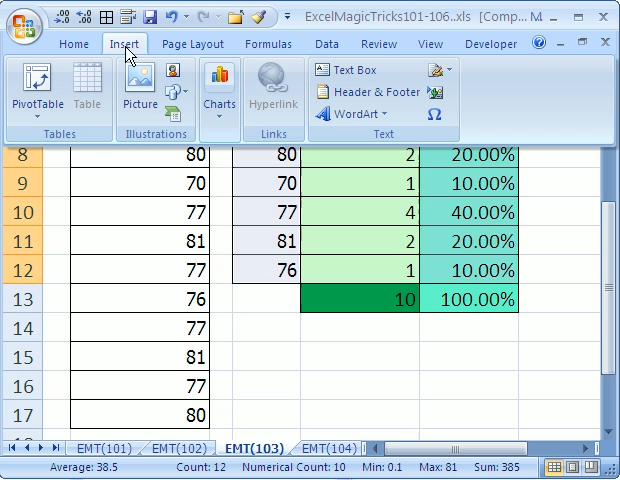 ExcelMagicTricks101-106..xls [Comp... M
Home Insert Page Layout Formulas Data Review View Developer
PivotTable Table Picture Charts Hyperlink Text Box
Header & Footer
WordArt
Tables Illustrations Links Text
8 80 80 2 20.00%
9 70 70 1 10.00%
10 77 77 4 40.00%
11 81 81 2 20.00%
12 77 76 1 10.00%
13 76 10 100.00%
14 77
15 81
16 77
17 80
EMT(101) EMT(102) EMT(103) EMT(104)
Average: 38.5 Count: 12 Numerical Count: 10 Min: 0.1 Max: 81 Sum: 385